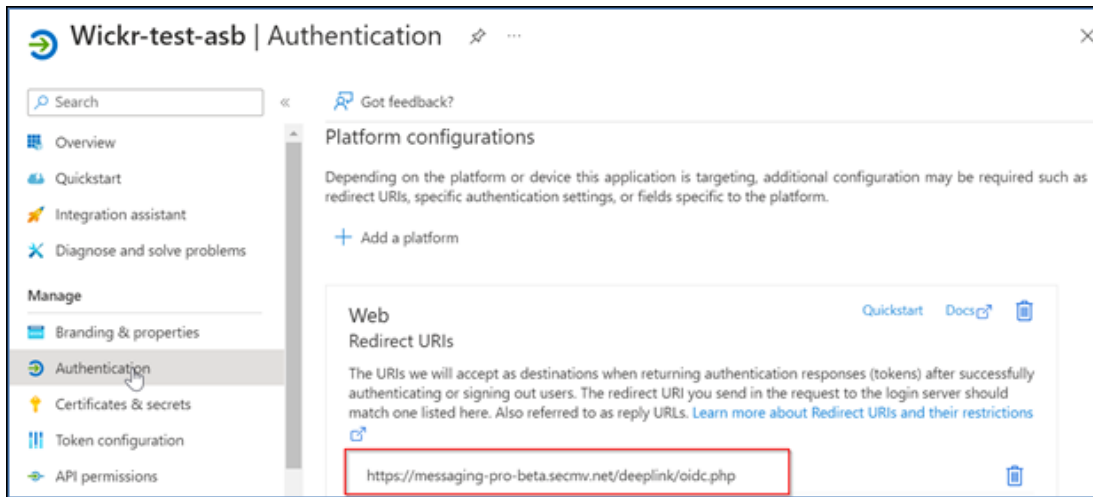 Wickr-test-asb | Authentication
Search
Overview
Quickstart
Integration assistant
Diagnose and solve problems
Manage
Branding & properties
Authentication
Certificates & secrets
Token configuration
API permissions
Got feedback?
Platform configurations
Depending on the platform or device this application is targeting, additional configuration may be required such as
redirect URIs, specific authentication settings, or fields specific to the platform.
Add a platform
Web
Quickstart Docs
Redirect URIs
The URIs we will accept as destinations when returning authentication responses (tokens) after successfully
authenticating or signing out users. The redirect URI you send in the request to the login server should
match one listed here. Also referred to as reply URLs. Learn more about Redirect URIs and their restrictions
https://messaging-pro-beta.secmv.net/deeplink/oidc.php